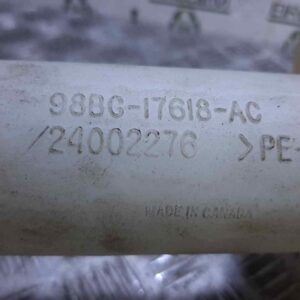 98BG-17618-AC
/24002276 >PE-
MADE IN CANADA